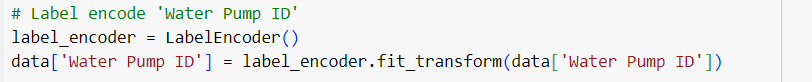 # Label encode 'Water Pump ID'
label_encoder = LabelEncoder()
data['Water Pump ID'] = label_encoder.fit_transform(data['Water Pump ID'])